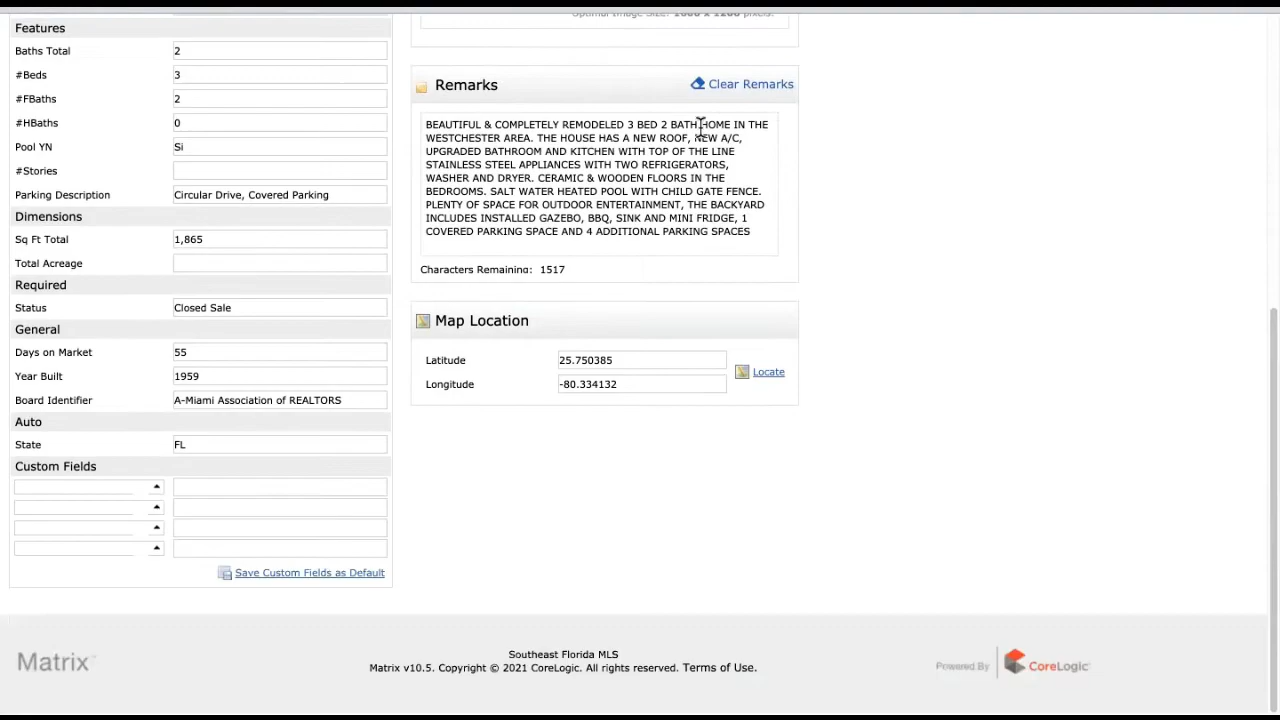 Optimal Image Size: 1600 x 1200 pixels.
Features
Baths Total 2
#Beds 3
#FBaths 2
#HBaths 0
Pool YN Si
#Stories
Parking Description Circular Drive, Covered Parking
Dimensions
Sq Ft Total 1,865
Total Acreage
Required
Status Closed Sale
General
Days on Market 55
Year Built 1959
Board Identifier A-Miami Association of REALTORS
Auto
State FL
Custom Fields
Save Custom Fields as Default
Remarks
Clear Remarks
BEAUTIFUL & COMPLETELY REMODELED 3 BED 2 BATH HOME IN THE
WESTCHESTER AREA. THE HOUSE HAS A NEW ROOF, NEW A/C,
UPGRADED BATHROOM AND KITCHEN WITH TOP OF THE LINE
STAINLESS STEEL APPLIANCES WITH TWO REFRIGERATORS,
WASHER AND DRYER. CERAMIC & WOODEN FLOORS IN THE
BEDROOMS. SALT WATER HEATED POOL WITH CHILD GATE FENCE.
PLENTY OF SPACE FOR OUTDOOR ENTERTAINMENT, THE BACKYARD
INCLUDES INSTALLED GAZEBO, BBQ, SINK AND MINI FRIDGE, 1
COVERED PARKING SPACE AND 4 ADDITIONAL PARKING SPACES
Characters Remaining: 1517
Map Location
Latitude 25.750385
Longitude -80.334132
Locate
Matrix
Southeast Florida MLS
Matrix v10.5. Copyright © 2021 CoreLogic. All rights reserved. Terms of Use.
Powered By CoreLogic